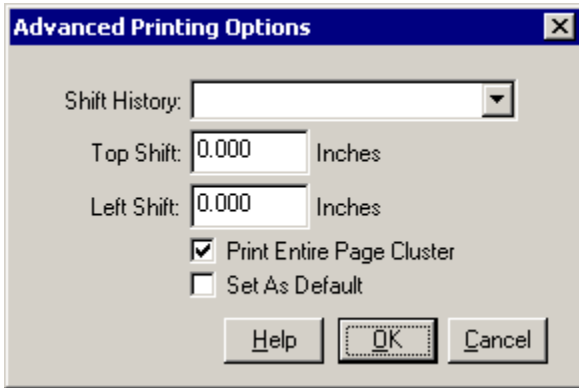 Advanced Printing Options
Shift History:
Top Shift: 0.000 Inches
Left Shift: 0.000 Inches
Print Entire Page Cluster
Set As Default
Help OK Cancel